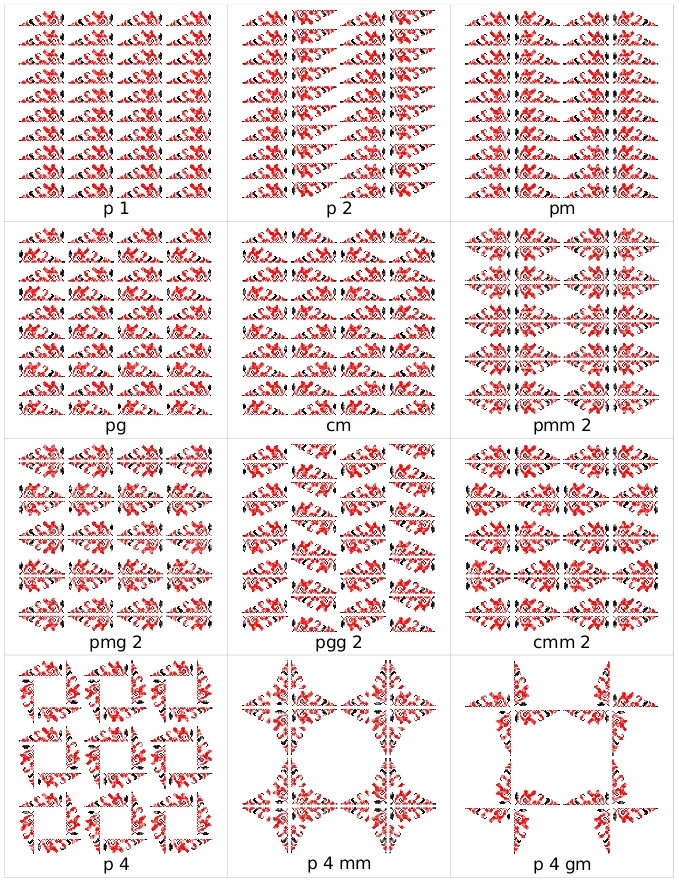 p 1
p 2
pm
pg
cm
pmm 2
pmg 2
pgg 2
cmm 2
p 4
p 4 mm
p 4 gm